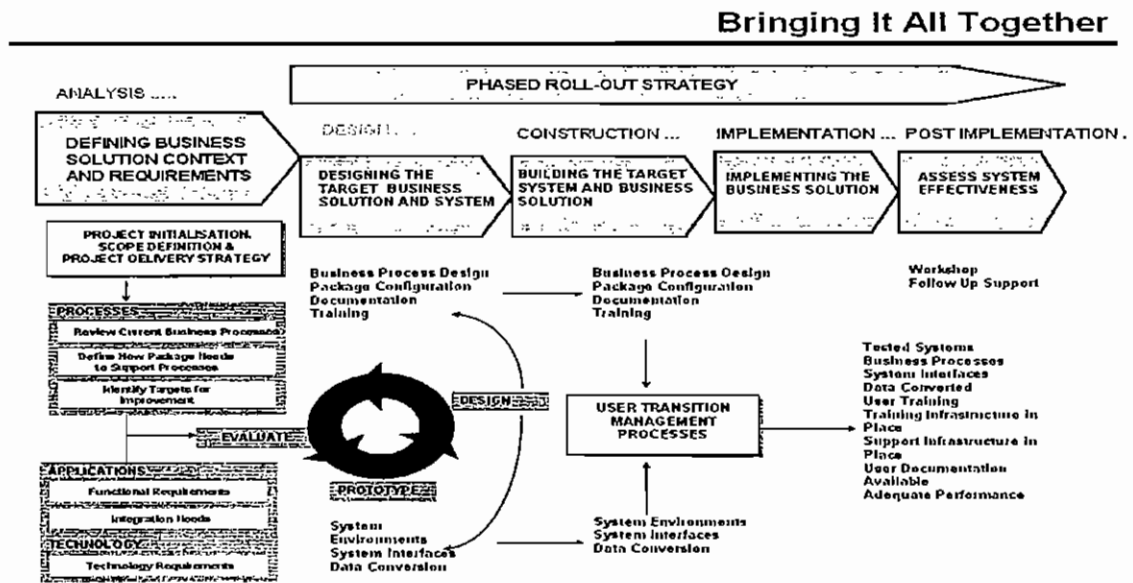 Bringing It All Together
PHASED ROLL-OUT STRATEGY
ANALYSIS .....
DEFINING BUSINESS
SOLUTION CONTEXT
AND REQUIREMENTS
DESIGN....
DESIGNING THE
TARGET BUSINESS
SOLUTION AND SYSTEM
CONSTRUCTION ...
BUILDING THE TARGET
SYSTEM AND BUSINESS
SOLUTION
IMPLEMENTATION ...
IMPLEMENTING THE
BUSINESS SOLUTION
POST IMPLEMENTATION .
ASSESS SYSTEM
EFFECTIVENESS
PROJECT INITIALISATION,
SCOPE DEFINITION &
PROJECT DELIVERY STRATEGY
PROCESSES
Review Current Business Processes
Define How Package Needs
to Support Processes
Identify Targets for
Improvement
APPLICATIONS
Functional Requirements
Integration Needs
TECHNOLOGY
Technology Requirements
Business Process Design
Package Configuration
Documentation
Training
EVALUATE
DESIGN
PROTOTYPE
System
Environments
System Interfaces
Data Conversion
Business Process Design
Package Configuration
Documentation
Training
USER TRANSITION
MANAGEMENT
PROCESSES
System Environments
System Interfaces
Data Conversion
Workshop
Follow Up Support
Tested Systems
Business Processes
System Interfaces
Data Converted
User Training
Training Infrastructure in
Place
Support Infrastructure in
Place
User Documentation
Available
Adequate Performance